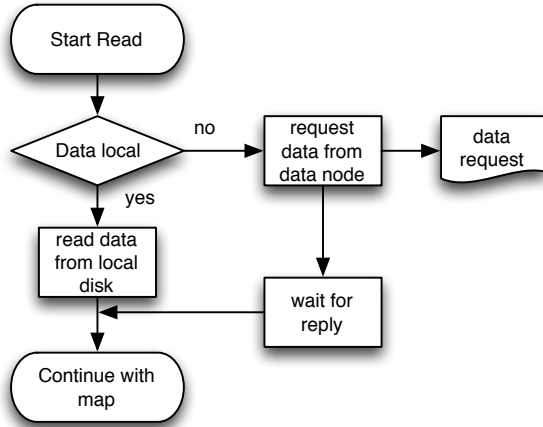 Start Read
Data local
no
request
data from
data node
data
request
yes
read data
from local
disk
wait for
reply
Continue with
map